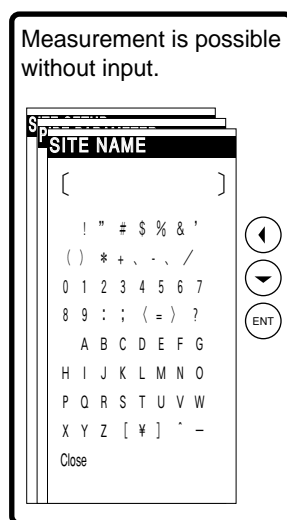 Measurement is possible
without input.
SITE NAME
[ ]
! ” # $ % & ’
( ) * + 、 - 、 /
0 1 2 3 4 5 6 7
8 9 : ; 〈 = 〉 ?
A B C D E F G
H I J K L M N O
P Q R S T U V W
X Y Z [ ¥ ] ＾ －
Close
ENT